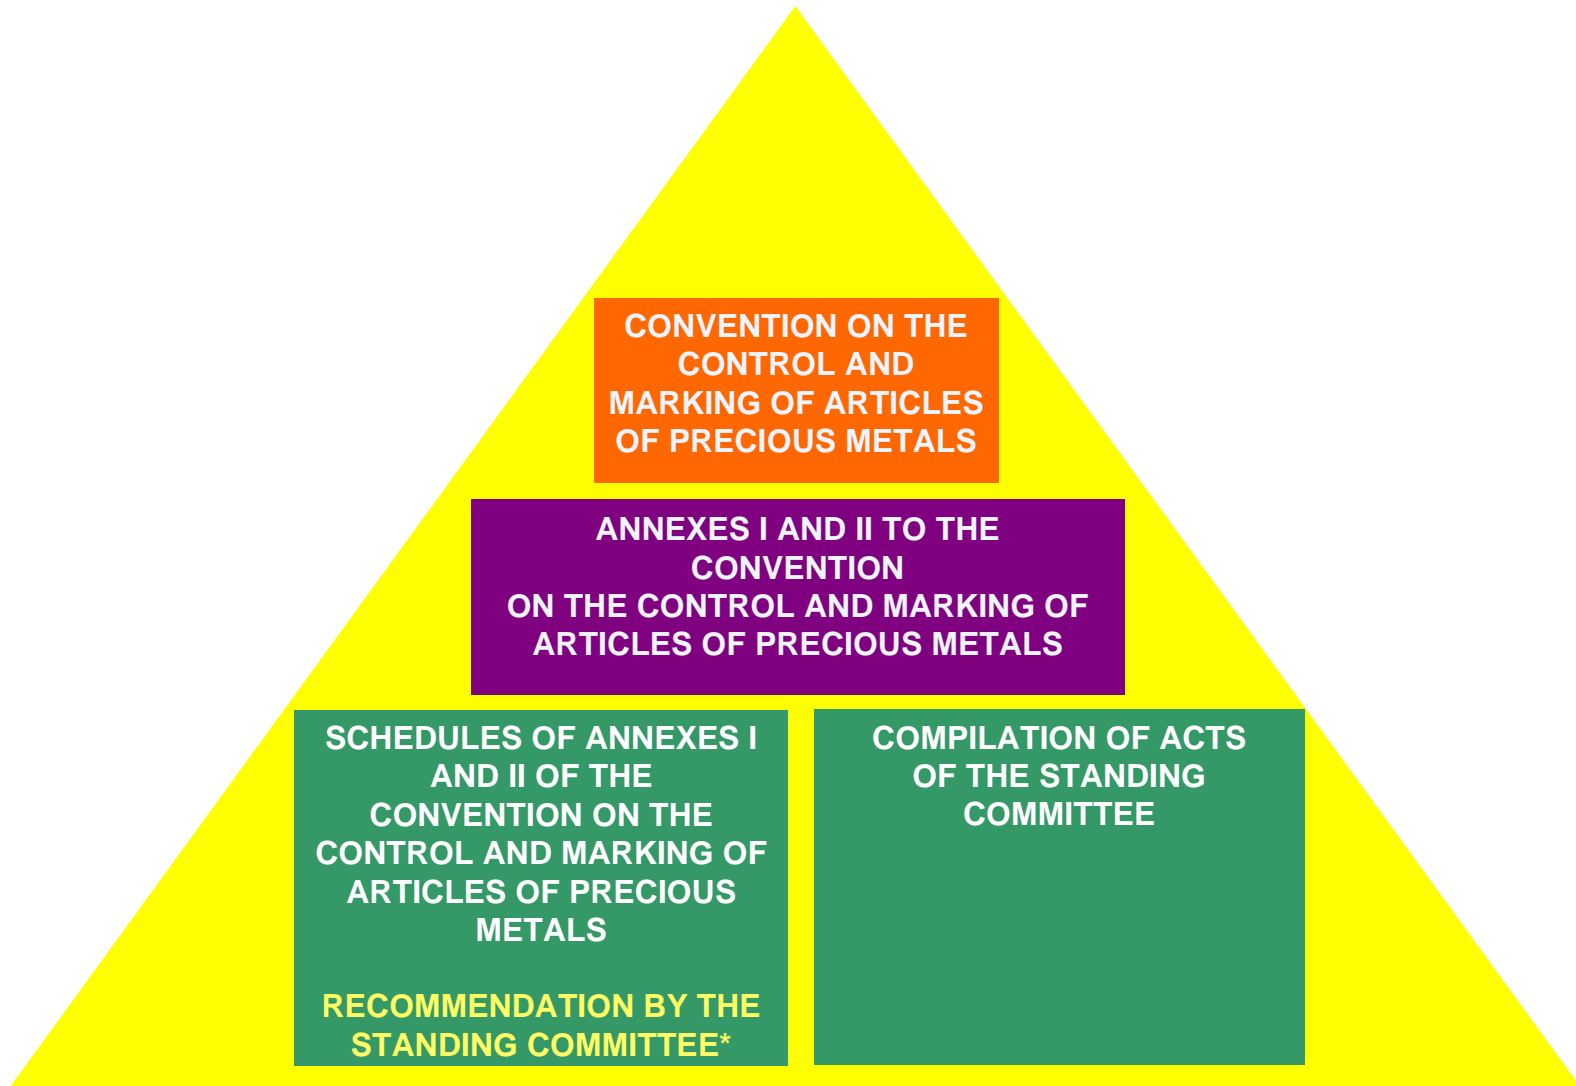 CONVENTION ON THE
CONTROL AND
MARKING OF ARTICLES
OF PRECIOUS METALS
ANNEXES I AND II TO THE
CONVENTION
ON THE CONTROL AND MARKING OF
ARTICLES OF PRECIOUS METALS
SCHEDULES OF ANNEXES I
AND II OF THE
CONVENTION ON THE
CONTROL AND MARKING OF
ARTICLES OF PRECIOUS
METALS
RECOMMENDATION BY THE
STANDING COMMITTEE*
COMPILATION OF ACTS
OF THE STANDING
COMMITTEE